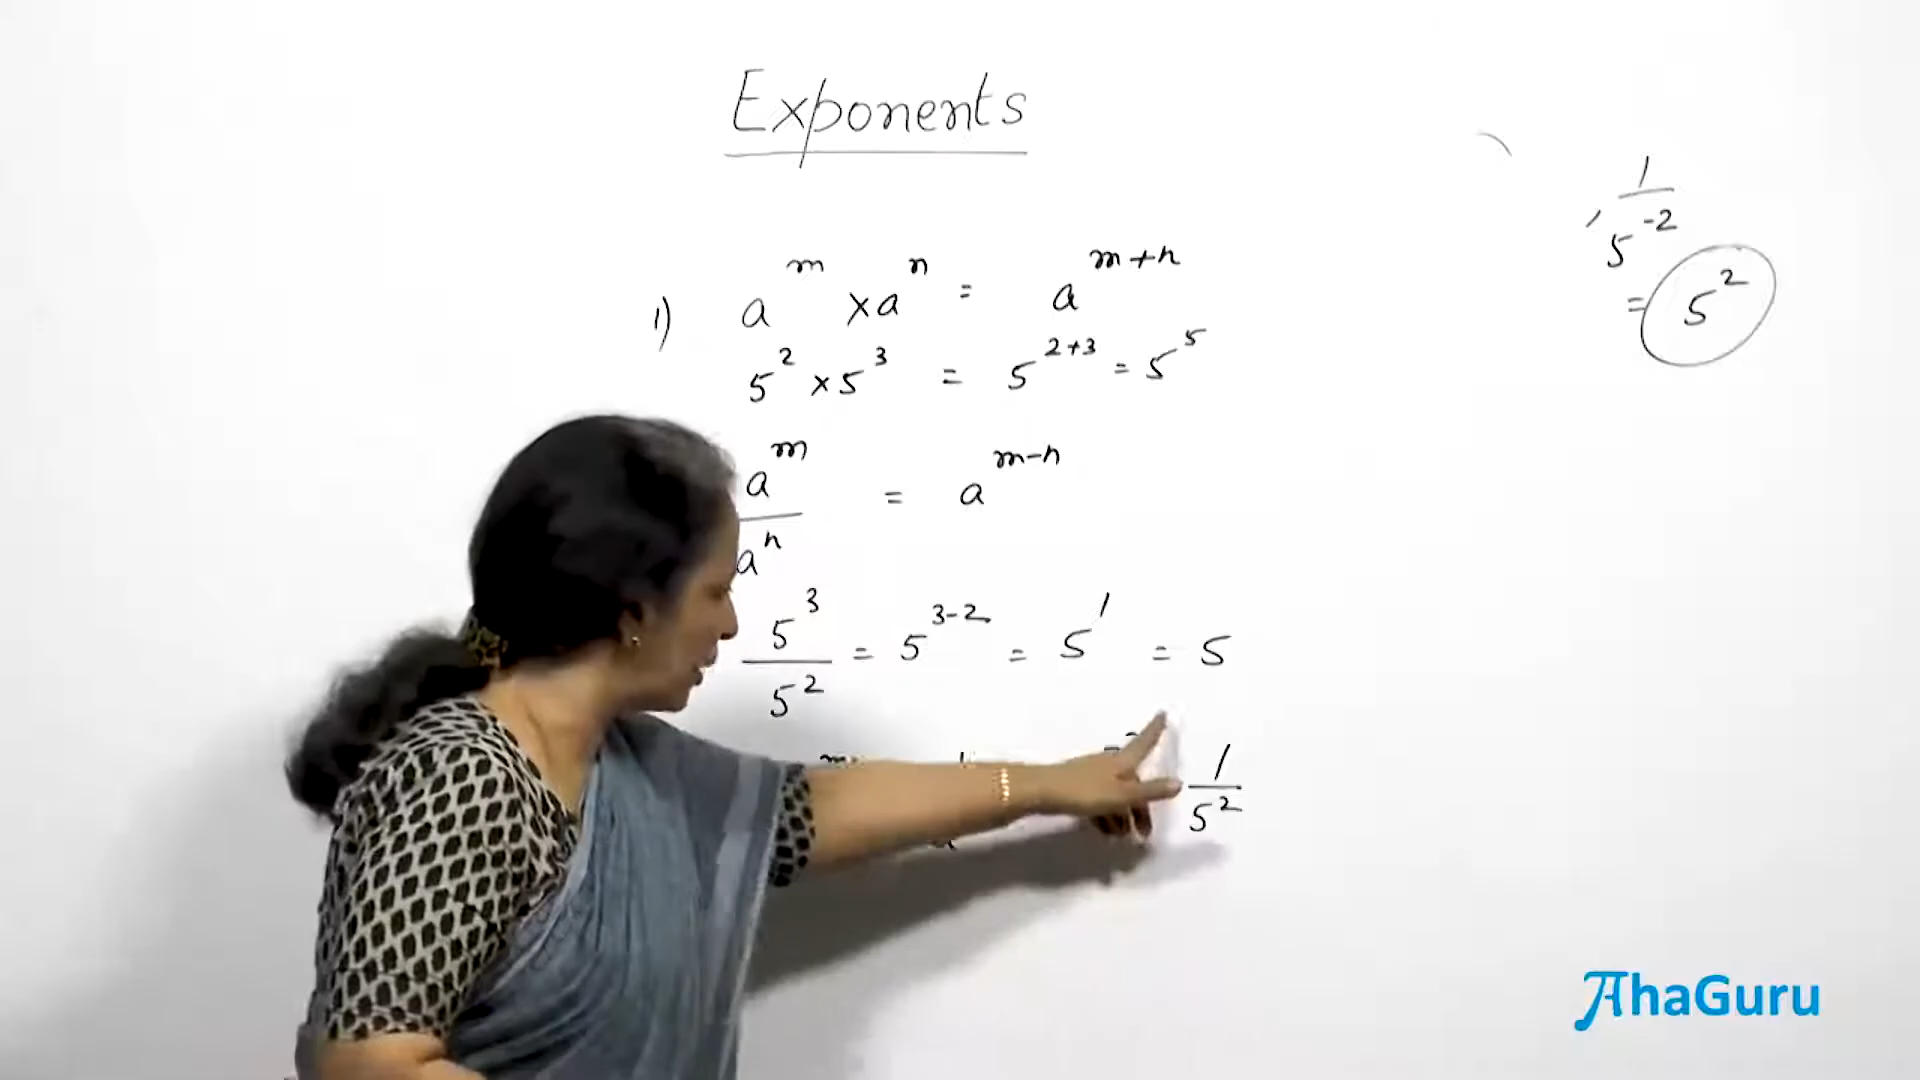 Exponents
1) a^m × a^n = a^(m+n)
5^2 × 5^3 = 5^(2+3) = 5^5
a^m / a^n = a^(m-n)
5^3 / 5^2 = 5^(3-2) = 5^1 = 5
1 / 5^2
1 / 5^-2
= 5^2
AhaGuru